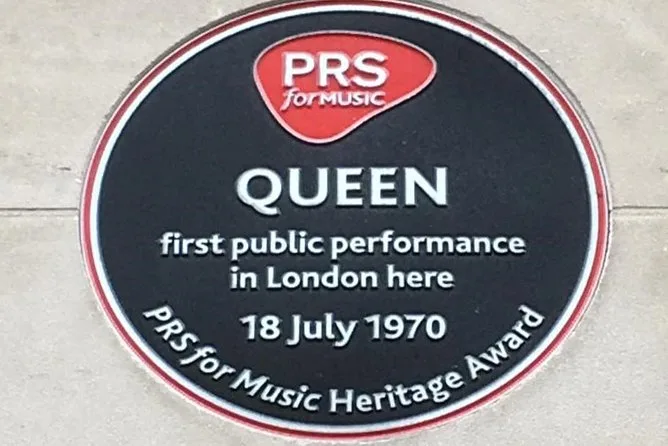 PRS
for MUSIC
QUEEN
first public performance
in London here
18 July 1970
PRS for Music Heritage Award